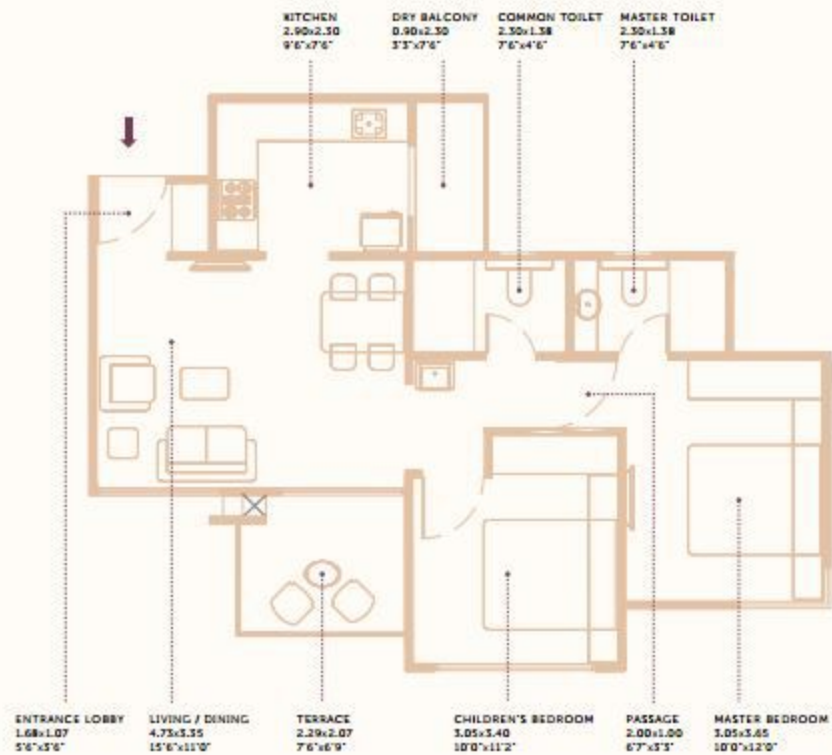 KITCHEN
2.90x2.30
9'6"x7'6"
DRY BALCONY
0.90x2.30
3'3"x7'6"
COMMON TOILET
2.30x1.38
7'6"x4'6"
MASTER TOILET
2.30x1.38
7'6"x4'6"
ENTRANCE LOBBY
1.68x1.07
5'6"x3'6"
LIVING / DINING
4.73x3.35
15'6"x11'0"
TERRACE
2.29x2.07
7'6"x6'9"
CHILDREN'S BEDROOM
3.05x3.40
10'0"x11'2"
PASSAGE
2.00x1.00
6'7"x3'3"
MASTER BEDROOM
3.05x3.65
10'0"x12'0"